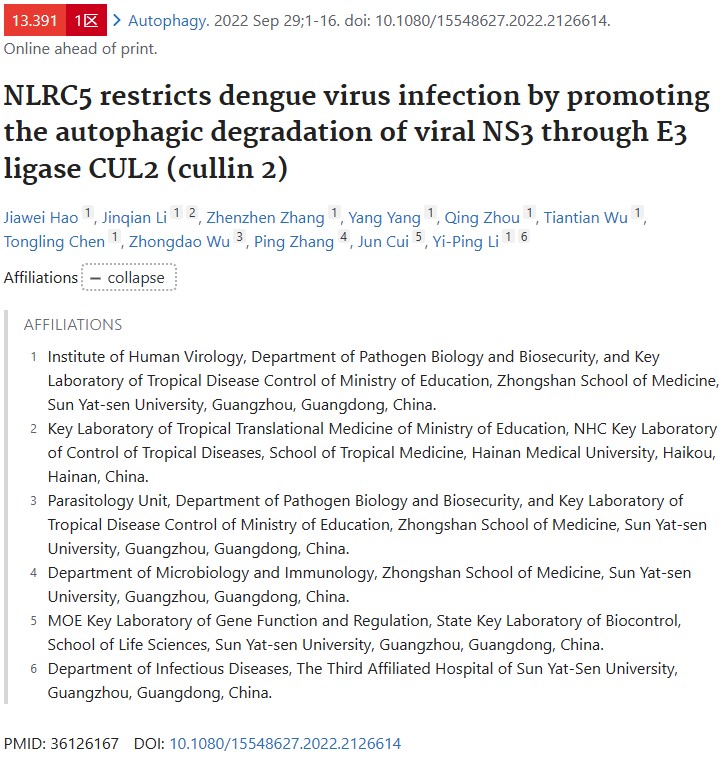 13.391 1区 Autophagy. 2022 Sep 29;1-16. doi: 10.1080/15548627.2022.2126614.
Online ahead of print.
NLRC5 restricts dengue virus infection by promoting
the autophagic degradation of viral NS3 through E3
ligase CUL2 (cullin 2)
Jiawei Hao 1, Jinqian Li 1 2, Zhenzhen Zhang 1, Yang Yang 1, Qing Zhou 1, Tiantian Wu 1,
Tongling Chen 1, Zhongdao Wu 3, Ping Zhang 4, Jun Cui 5, Yi-Ping Li 1 6
Affiliations — collapse
AFFILIATIONS
1 Institute of Human Virology, Department of Pathogen Biology and Biosecurity, and Key
Laboratory of Tropical Disease Control of Ministry of Education, Zhongshan School of Medicine,
Sun Yat-sen University, Guangzhou, Guangdong, China.
2 Key Laboratory of Tropical Translational Medicine of Ministry of Education, NHC Key Laboratory
of Control of Tropical Diseases, School of Tropical Medicine, Hainan Medical University, Haikou,
Hainan, China.
3 Parasitology Unit, Department of Pathogen Biology and Biosecurity, and Key Laboratory of
Tropical Disease Control of Ministry of Education, Zhongshan School of Medicine, Sun Yat-sen
University, Guangzhou, Guangdong, China.
4 Department of Microbiology and Immunology, Zhongshan School of Medicine, Sun Yat-sen
University, Guangzhou, Guangdong, China.
5 MOE Key Laboratory of Gene Function and Regulation, State Key Laboratory of Biocontrol,
School of Life Sciences, Sun Yat-sen University, Guangzhou, Guangdong, China.
6 Department of Infectious Diseases, The Third Affiliated Hospital of Sun Yat-Sen University,
Guangzhou, Guangdong, China.
PMID: 36126167 DOI: 10.1080/15548627.2022.2126614